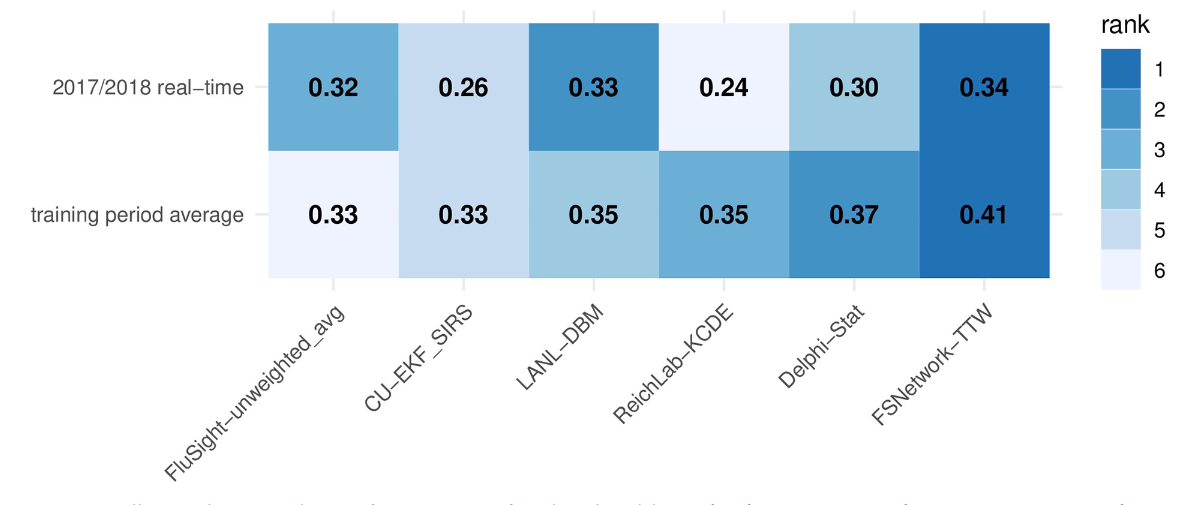 rank
2017/2018 real−time 0.32 0.26 0.33 0.24 0.30 0.34
training period average 0.33 0.33 0.35 0.35 0.37 0.41
1
2
3
4
5
6
FluSight−unweighted_avg
CU−EKF_SIRS
LANL−DBM
ReichLab−KCDE
Delphi−Stat
FSNetwork−TTW